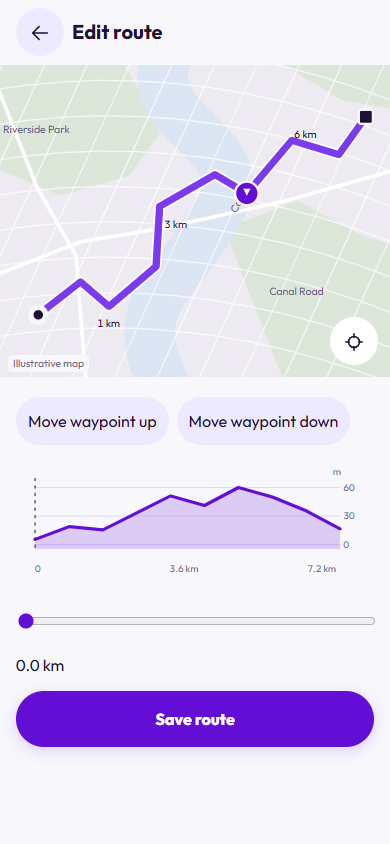 Edit route
6 km
Riverside Park
3 km
Canal Road
1 km
Illustrative map
Move waypoint up
Move waypoint down
m
60
30
0
0
3.6 km
7.2 km
0.0 km
Save route